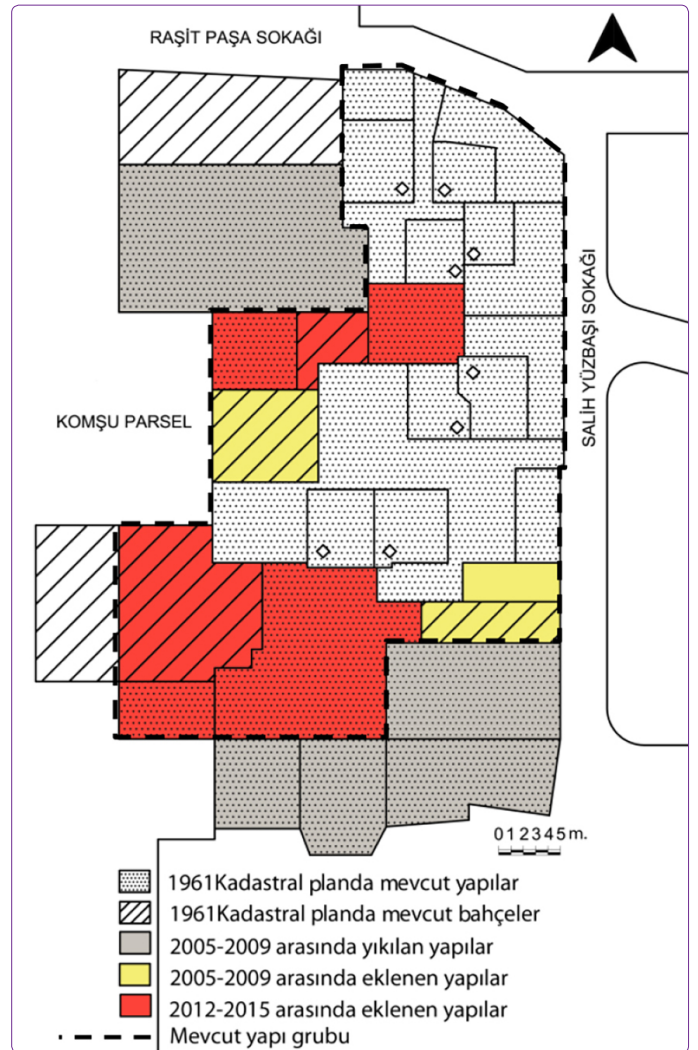 RAŞİT PAŞA SOKAĞI
SALİH YÜZBAŞI SOKAĞI
KOMŞU PARSEL
0 1 2 3 4 5 m.
1961Kadastral planda mevcut yapılar
1961Kadastral planda mevcut bahçeler
2005-2009 arasında yıkılan yapılar
2005-2009 arasında eklenen yapılar
2012-2015 arasında eklenen yapılar
Mevcut yapı grubu